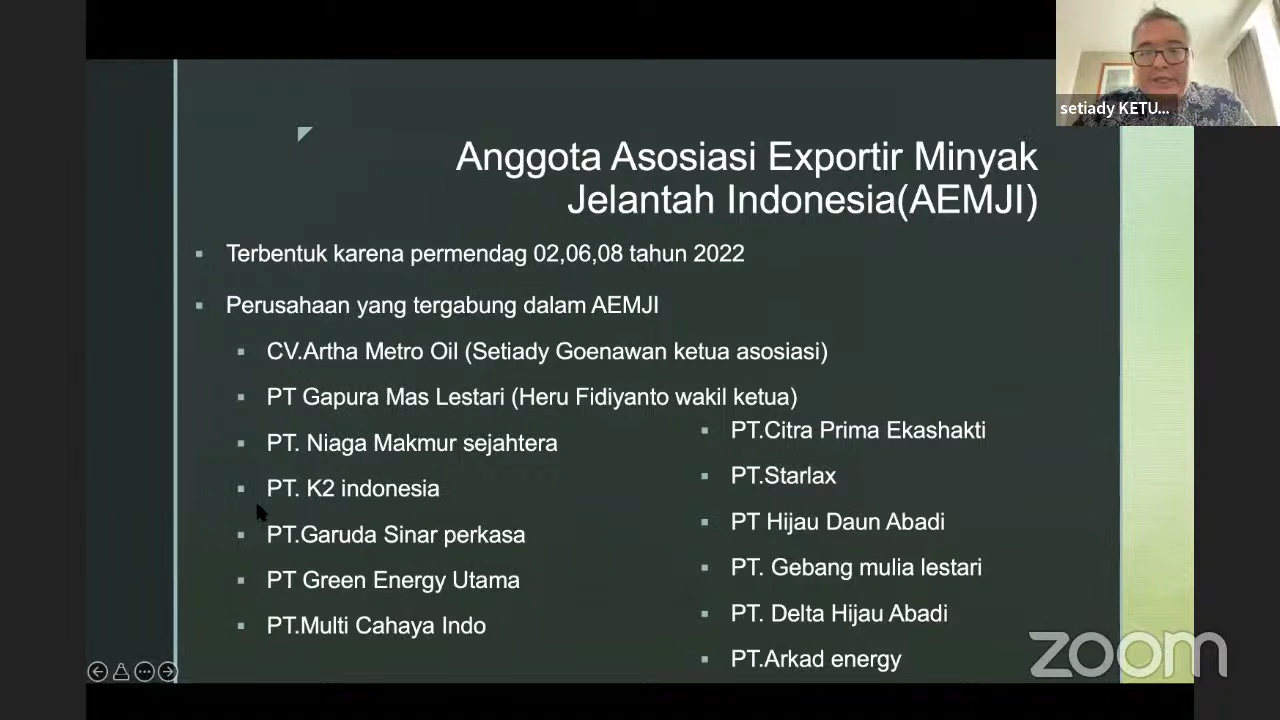 setiady KETU...
Anggota Asosiasi Exportir Minyak
Jelantah Indonesia(AEMJI)
Terbentuk karena permendag 02,06,08 tahun 2022
Perusahaan yang tergabung dalam AEMJI
CV.Artha Metro Oil (Setiady Goenawan ketua asosiasi)
PT Gapura Mas Lestari (Heru Fidiyanto wakil ketua)
PT. Niaga Makmur sejahtera
PT. K2 indonesia
PT.Garuda Sinar perkasa
PT Green Energy Utama
PT.Multi Cahaya Indo
PT.Citra Prima Ekashakti
PT.Starlax
PT Hijau Daun Abadi
PT. Gebang mulia lestari
PT. Delta Hijau Abadi
PT.Arkad energy
zoom